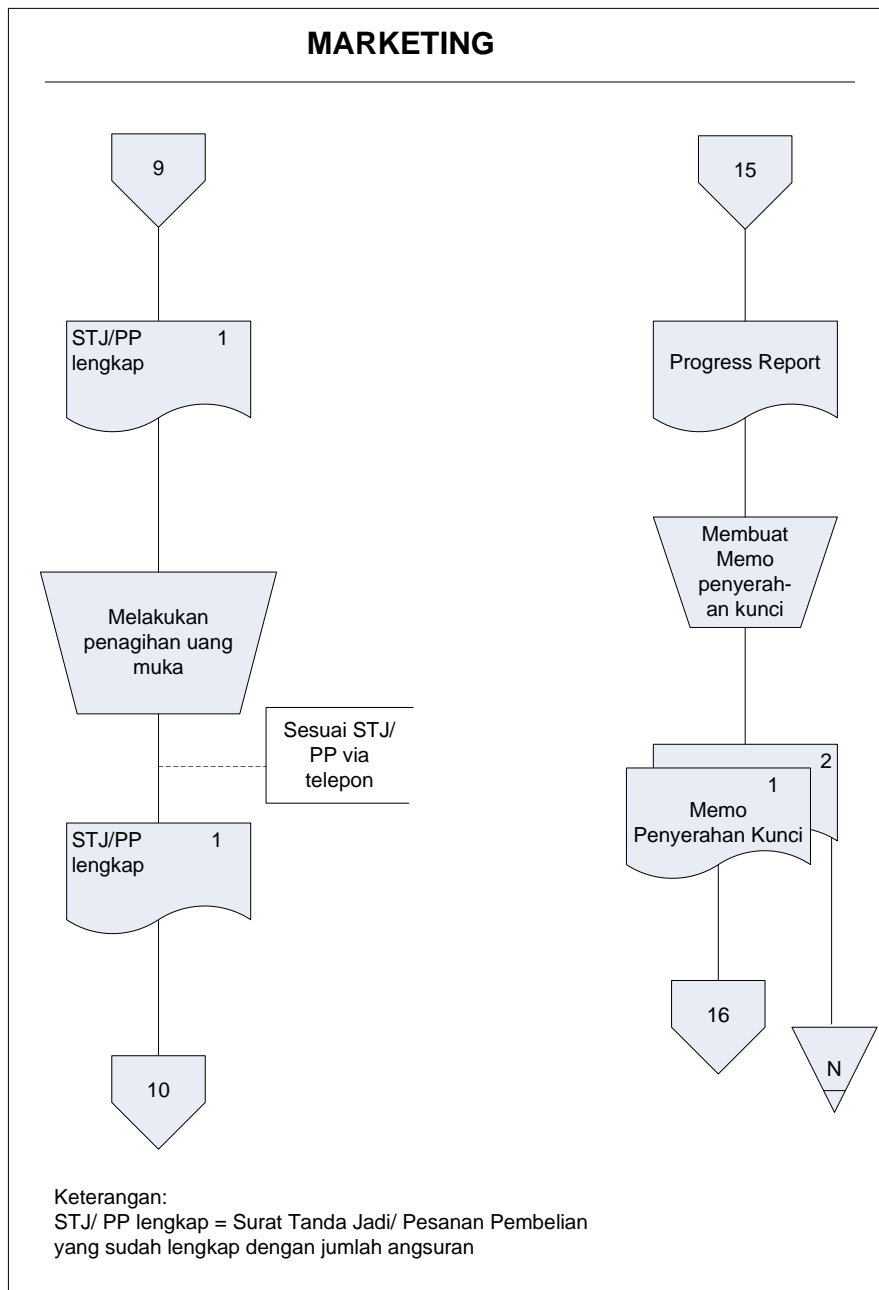 MARKETING
9
STJ/PP 1
lengkap
Melakukan
penagihan uang
muka
Sesuai STJ/
PP via
telepon
STJ/PP 1
lengkap
10
15
Progress Report
Membuat
Memo
penyerah-
an kunci
2
1
Memo
Penyerahan Kunci
16
N
Keterangan:
STJ/ PP lengkap = Surat Tanda Jadi/ Pesanan Pembelian
yang sudah lengkap dengan jumlah angsuran